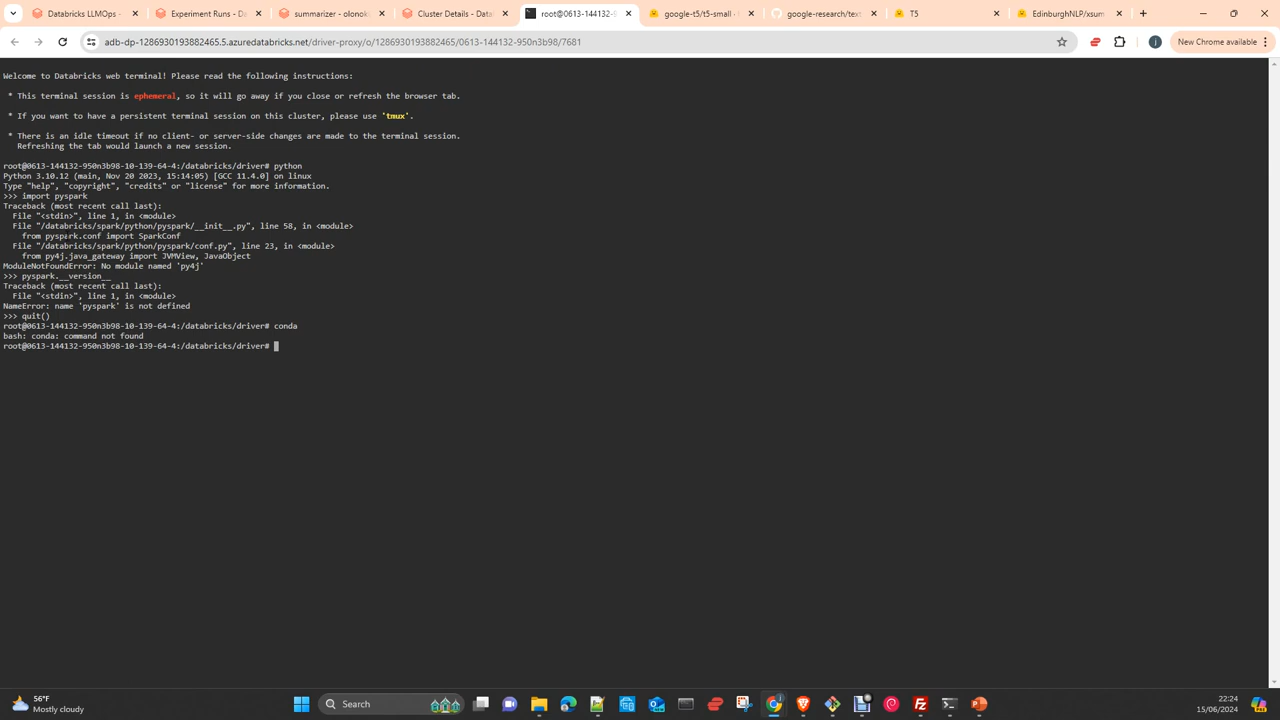 Databricks LLMOps
Experiment Runs - Da
summarizer - olonok
Cluster Details - Data
root@0613-144132-9
google-t5/t5-small ·
google-research/text
T5
EdinburghNLP/xsum
adb-dp-1286930193882465.5.azuredatabricks.net/driver-proxy/o/1286930193882465/0613-144132-950n3b98/7681
New Chrome available
Welcome to Databricks web terminal! Please read the following instructions:
* This terminal session is ephemeral, so it will go away if you close or refresh the browser tab.
* If you want to have a persistent terminal session on this cluster, please use 'tmux'.
* There is an idle timeout if no client- or server-side changes are made to the terminal session.
Refreshing the tab would launch a new session.
root@0613-144132-950n3b98-10-139-64-4:/databricks/driver# python
Python 3.10.12 (main, Nov 20 2023, 15:14:05) [GCC 11.4.0] on linux
Type "help", "copyright", "credits" or "license" for more information.
>>> import pyspark
Traceback (most recent call last):
File "<stdin>", line 1, in <module>
File "/databricks/spark/python/pyspark/__init__.py", line 58, in <module>
from pyspark.conf import SparkConf
File "/databricks/spark/python/pyspark/conf.py", line 23, in <module>
from py4j.java_gateway import JVMView, JavaObject
ModuleNotFoundError: No module named 'py4j'
>>> pyspark.__version__
Traceback (most recent call last):
File "<stdin>", line 1, in <module>
NameError: name 'pyspark' is not defined
>>> quit()
root@0613-144132-950n3b98-10-139-64-4:/databricks/driver# conda
bash: conda: command not found
root@0613-144132-950n3b98-10-139-64-4:/databricks/driver#
56°F
Mostly cloudy
Search
22:24
15/06/2024